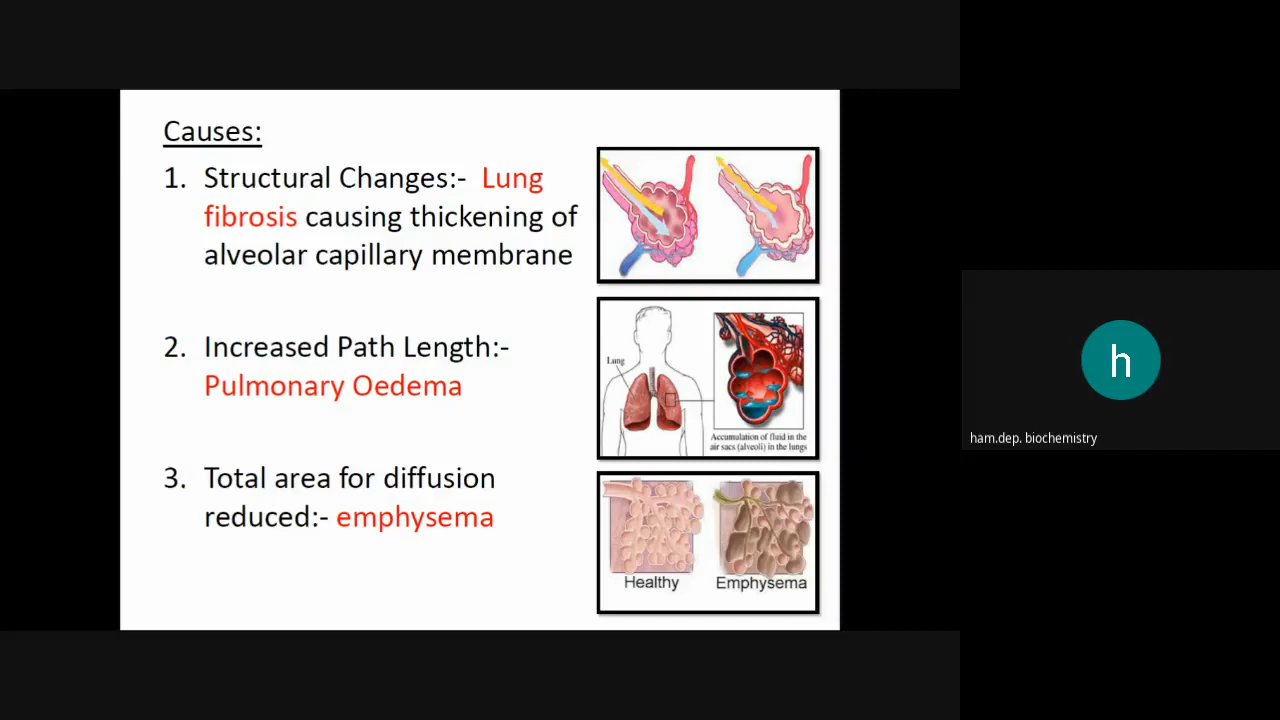 Causes:
1. Structural Changes:- Lung
fibrosis causing thickening of
alveolar capillary membrane
2. Increased Path Length:-
Pulmonary Oedema
3. Total area for diffusion
reduced:- emphysema
Lung
Accumulation of fluid in the
air sacs (alveoli) in the lungs
Healthy
Emphysema
h
ham.dep. biochemistry